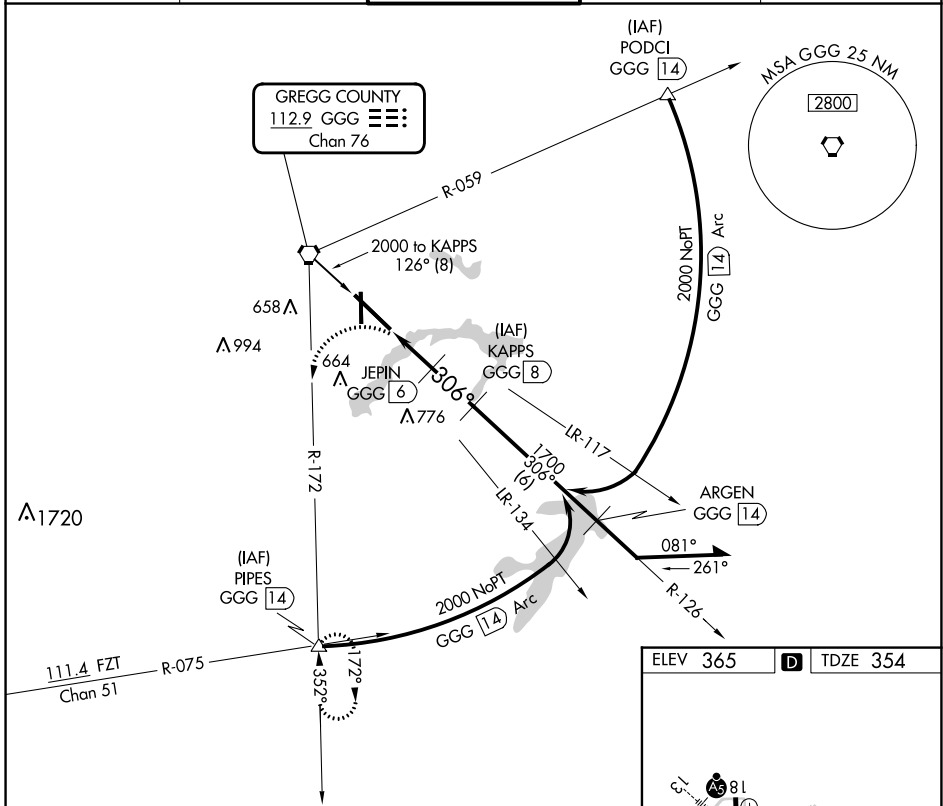 (IAF)
PODCI
GGG 14
MSA GGG 25 NM
2800
GREGG COUNTY
112.9 GGG
Chan 76
R-059
2000 to KAPPS
126° (8)
2000 NoPT
GGG 14 Arc
658
994
664
JEPIN
GGG 6
(IAF)
KAPPS
GGG 8
306°
776
LR-117
1700
306°
(6)
LR-134
R-172
ARGEN
GGG 14
1720
081°
261°
R-126
(IAF)
PIPES
GGG 14
2000 NoPT
GGG 14 Arc
111.4 FZT
Chan 51
R-075
172°
352°
ELEV 365
D
TDZE 354
13
A5
18
L